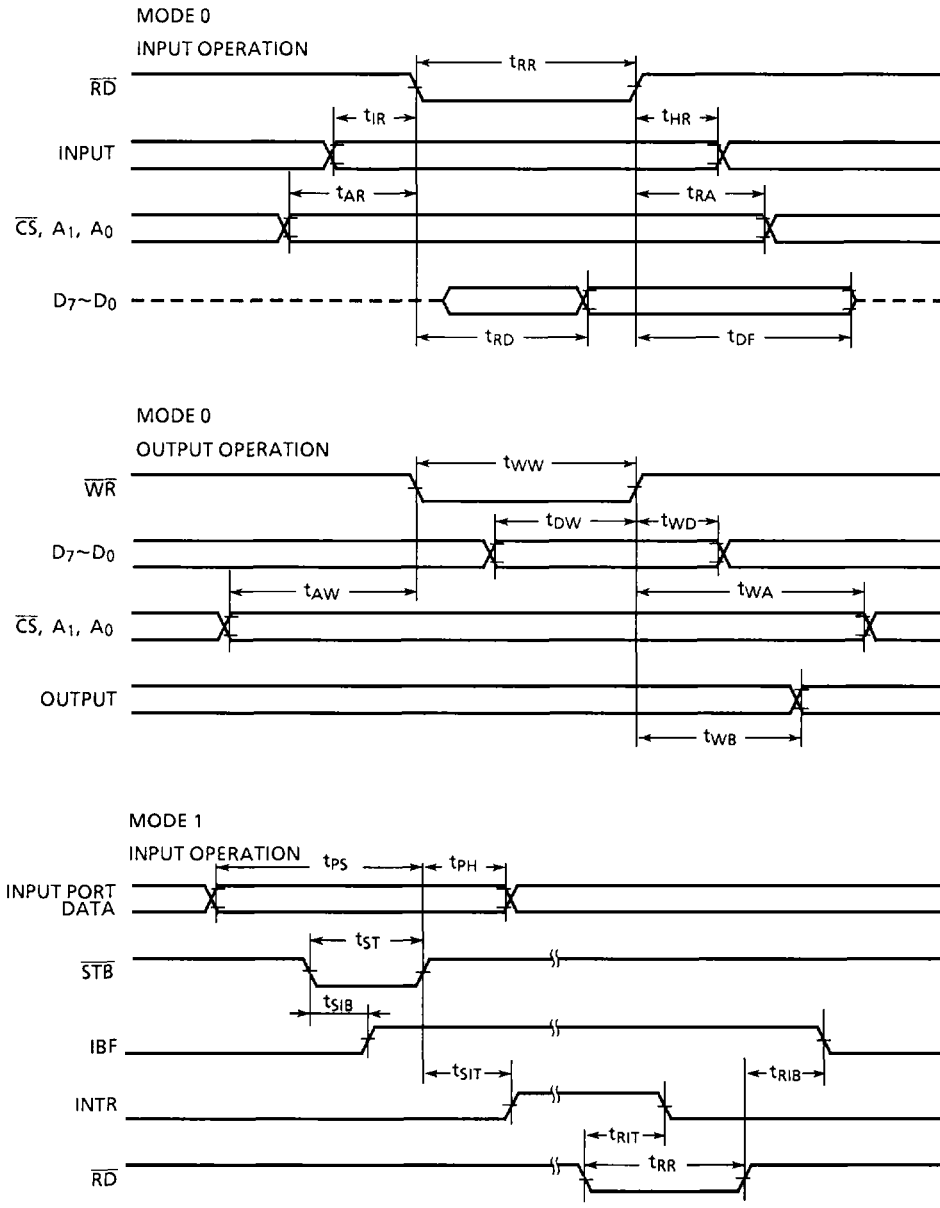 MODE 0
INPUT OPERATION
RD
tRR
tIR
tHR
INPUT
tAR
tRA
CS, A1, A0
D7~D0
tRD
tDF
MODE 0
OUTPUT OPERATION
WR
tWW
tDW
tWD
D7~D0
tAW
tWA
CS, A1, A0
OUTPUT
tWB
MODE 1
INPUT OPERATION
tPS
tPH
INPUT PORT
DATA
tST
STB
tSIB
IBF
tSIT
tRIB
INTR
tRIT
tRR
RD